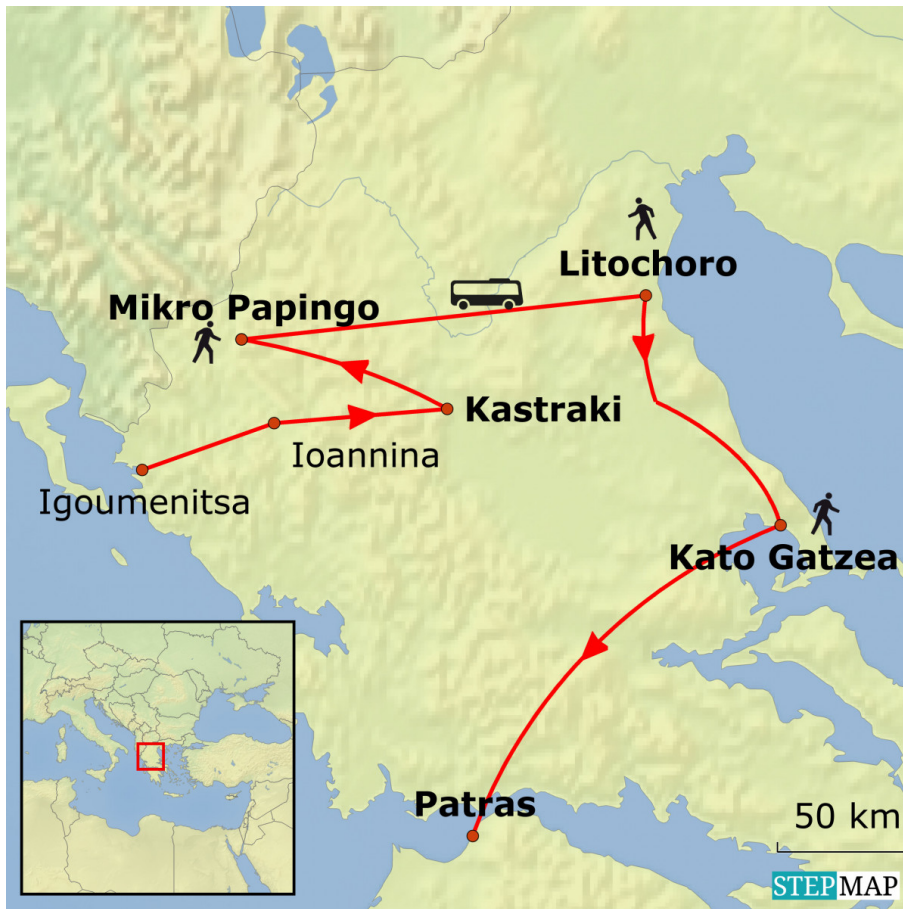 Litochoro
Mikro Papingo
Kastraki
Ioannina
Igoumenitsa
Kato Gatzea
Patras
50 km
STEPMAP